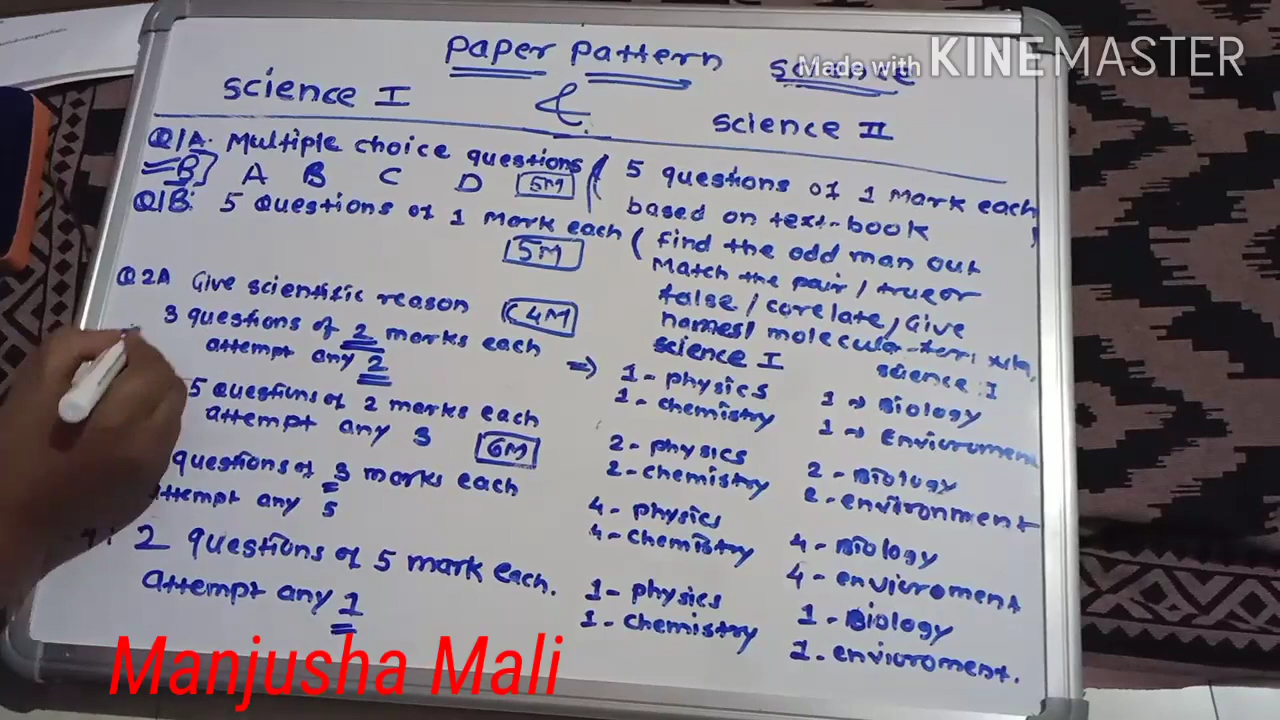 Paper Pattern Science
Made with KINEMASTER
Science I & Science II
Q1A. Multiple choice questions
B A B C D 5M
( 5 questions of 1 Mark each
based on text-book )
Q1B: 5 Questions of 1 Mark each
5M
( find the odd man out
Match the pair / true or
false / corelate, Give
names / molecular
Q2A Give scientific reason (4M
3 questions of 2 marks each
attempt any 2
science I
⇒ 1 - physics
1 - chemistry
science : I
1 → Biology
1 → Envicroment
5 questions of 2 marks each
attempt any 3 6M
2 - physics
2 - chemistry
2 - Biology
2 - environment
questions of 3 marks each
attempt any 5
4 - physics
4 - chemistry
4 - Biology
4 - envicroment
2 questions of 5 mark each.
attempt any 1
1 - physics
1 - chemistry
1 - Biology
1. envicroment.
Manjusha Mali